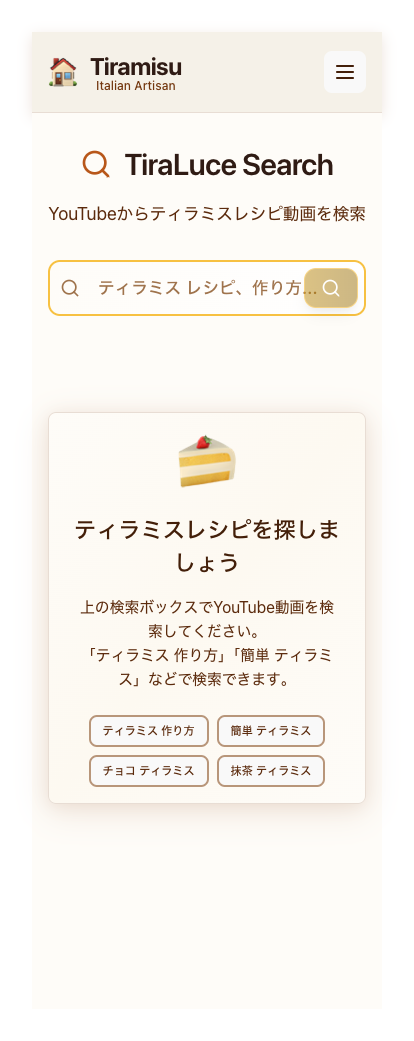 Tiramisu
Italian Artisan
TiraLuce Search
YouTubeからティラミスレシピ動画を検索
ティラミス レシピ、作り方...
ティラミスレシピを探しま
しょう
上の検索ボックスでYouTube動画を検
索してください。
「ティラミス 作り方」「簡単 ティラミ
ス」などで検索できます。
ティラミス 作り方
簡単 ティラミス
チョコ ティラミス
抹茶 ティラミス